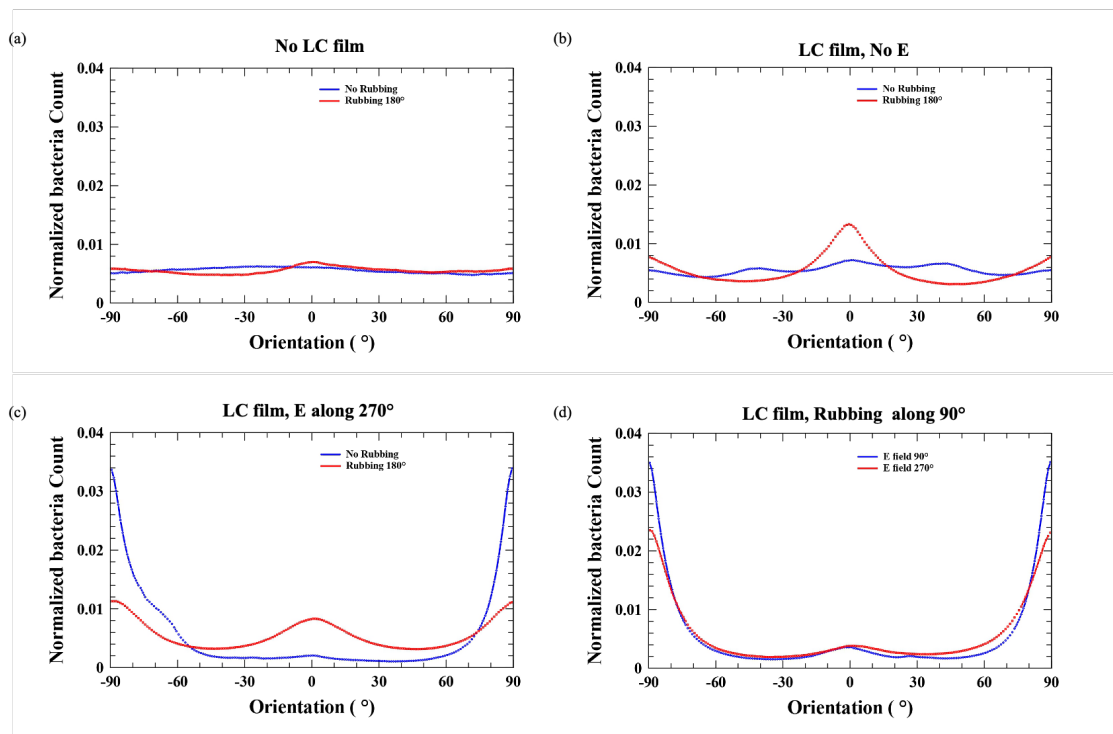 (a)
No LC film
Normalized bacteria Count
0.04
0.03
0.02
0.01
0
No Rubbing
Rubbing 180°
-90 -60 -30 0 30 60 90
Orientation ( °)
(b)
LC film, No E
Normalized bacteria Count
0.04
0.03
0.02
0.01
0
No Rubbing
Rubbing 180°
-90 -60 -30 0 30 60 90
Orientation ( °)
(c)
LC film, E along 270°
Normalized bacteria Count
0.04
0.03
0.02
0.01
0
No Rubbing
Rubbing 180°
-90 -60 -30 0 30 60 90
Orientation ( °)
(d)
LC film, Rubbing along 90°
Normalized bacteria Count
0.04
0.03
0.02
0.01
0
E field 90°
E field 270°
-90 -60 -30 0 30 60 90
Orientation ( °)